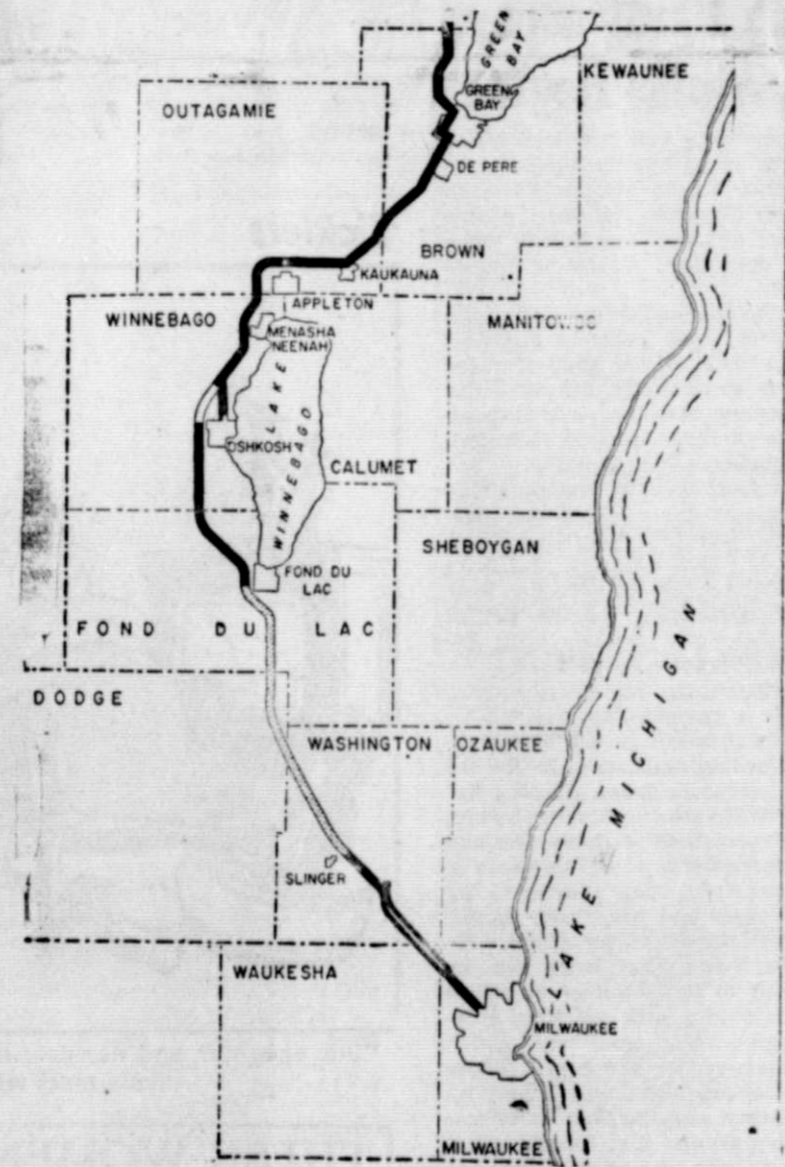 GREEN
BAY
KEWAUNEE
OUTAGAMIE
GREEN
BAY
DE PERE
BROWN
KAUKAUNA
APPLETON
WINNEBAGO
MANITOWOC
MENASHA
NEENAH
LAKE
WINNEBAGO
OSHKOSH
CALUMET
SHEBOYGAN
FOND DU
LAC
FOND DU LAC
DODGE
WASHINGTON
OZAUKEE
LAKE MICHIGAN
SLINGER
WAUKESHA
MILWAUKEE
MILWAUKEE